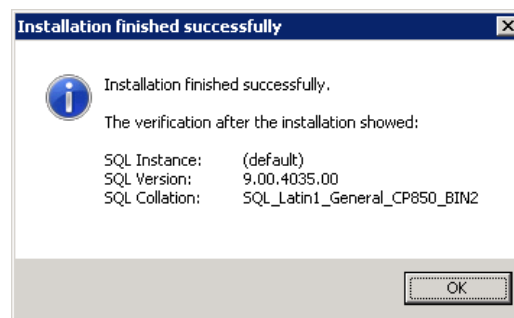 Installation finished successfully
Installation finished successfully.
The verification after the installation showed:
SQL Instance: (default)
SQL Version: 9.00.4035.00
SQL Collation: SQL_Latin1_General_CP850_BIN2
OK